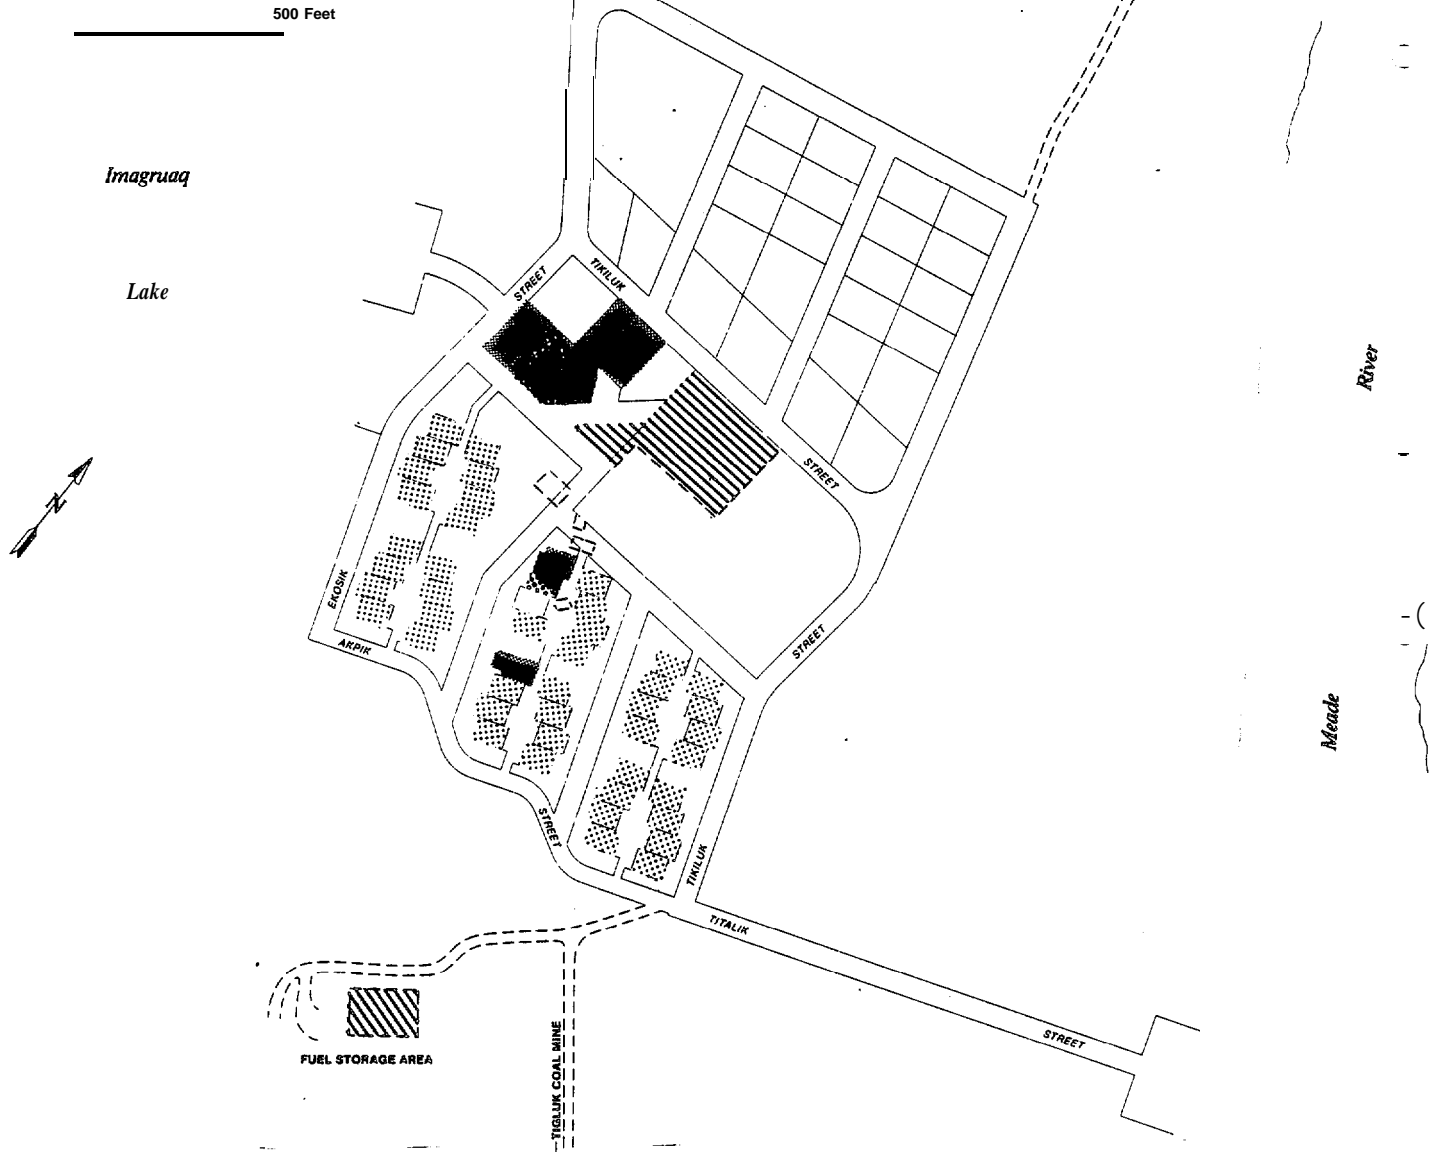 500 Feet
Imagruaq
Lake
STREET
TIKILUK
N
River
STREET
EKOSIK
AKPIK
STREET
Meade
STREET
TIKILUK
TITALIK
STREET
FUEL STORAGE AREA
TIGLUK COAL MINE